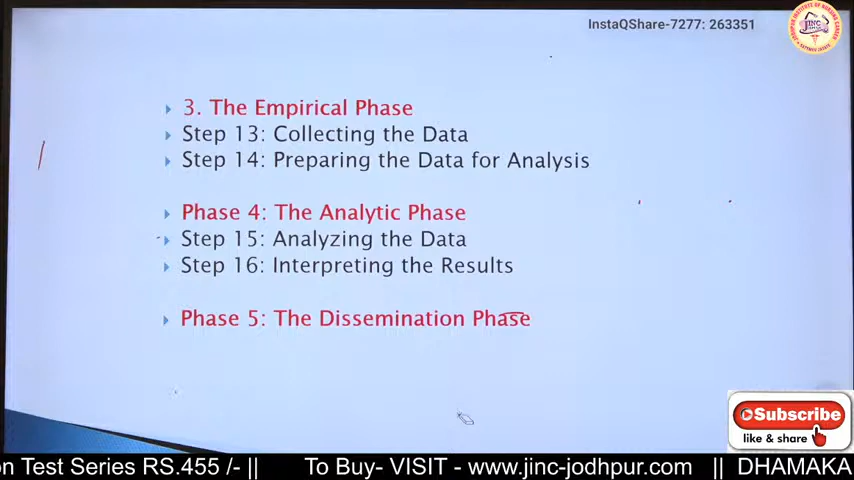 InstaQShare-7277: 263351
JINC
3. The Empirical Phase
Step 13: Collecting the Data
Step 14: Preparing the Data for Analysis
Phase 4: The Analytic Phase
Step 15: Analyzing the Data
Step 16: Interpreting the Results
Phase 5: The Dissemination Phase
Subscribe
like & share
on Test Series RS.455 /- || To Buy- VISIT - www.jinc-jodhpur.com || DHAMAKA